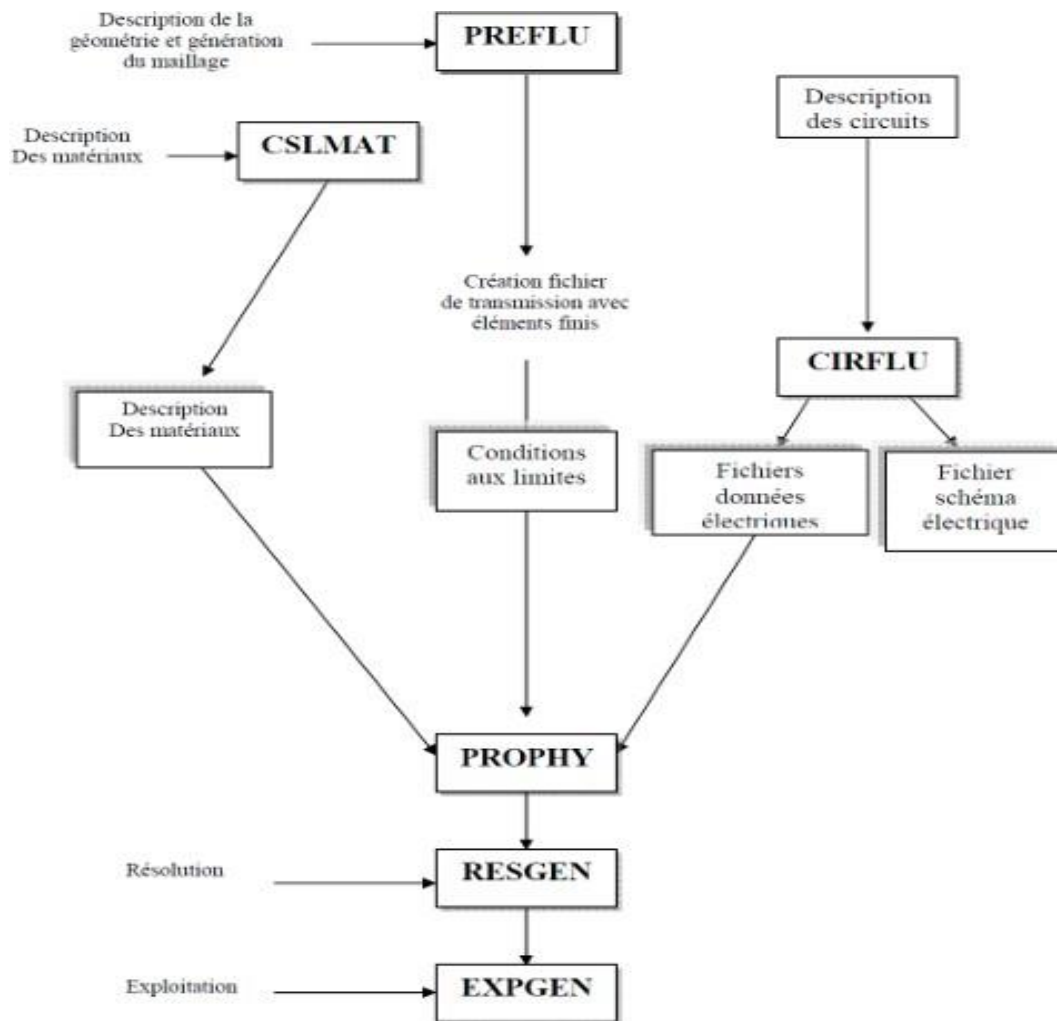 Description de la
géométrie et génération
du maillage
PREFLU
Description
des circuits
Description
Des matériaux
CSLMAT
Création fichier
de transmission avec
éléments finis
CIRFLU
Description
Des matériaux
Conditions
aux limites
Fichiers
données
électriques
Fichier
schéma
électrique
PROPHY
Résolution
RESGEN
Exploitation
EXPGEN